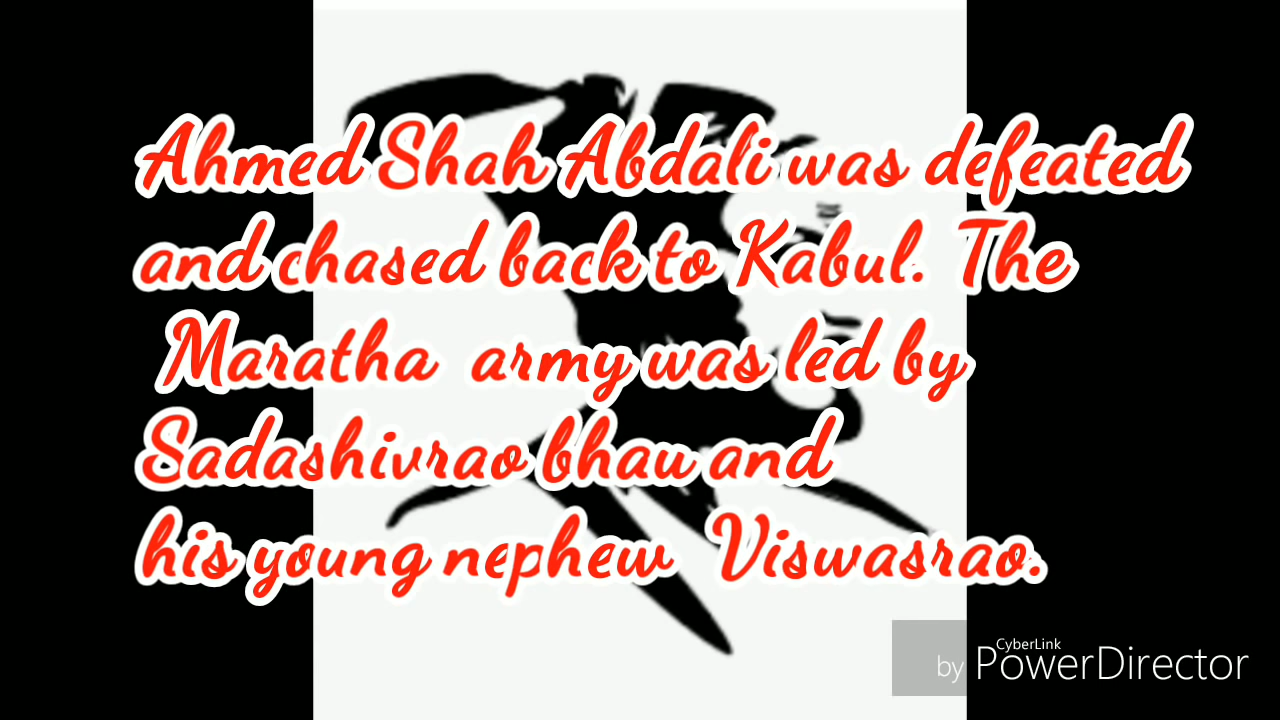 Ahmed Shah Abdali was defeated
and chased back to Kabul. The
Maratha army was led by
Sadashivrao bhau and
his young nephew Viswasrao.
CyberLink
by PowerDirector